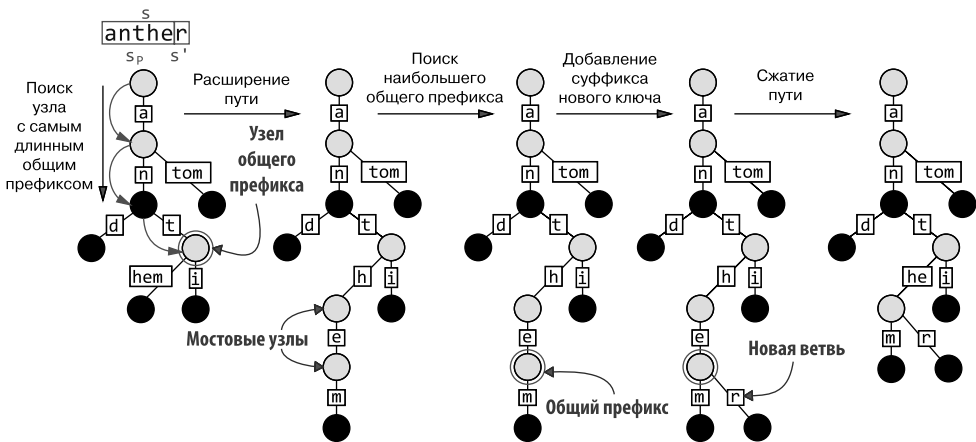 s
anther
sP s'
Поиск
узла
с самым
длинным
общим
префиксом
a
n
tom
d
t
hem
i
Расширение
пути
Узел
общего
префикса
Мостовые узлы
a
n
tom
d
t
h
i
e
m
Поиск
наибольшего
общего префикса
a
n
tom
d
t
h
i
e
m
Общий префикс
Добавление
суффикса
нового ключа
a
n
tom
d
t
h
i
e
m
r
Новая ветвь
Сжатие
пути
a
n
tom
d
t
he
i
m
r